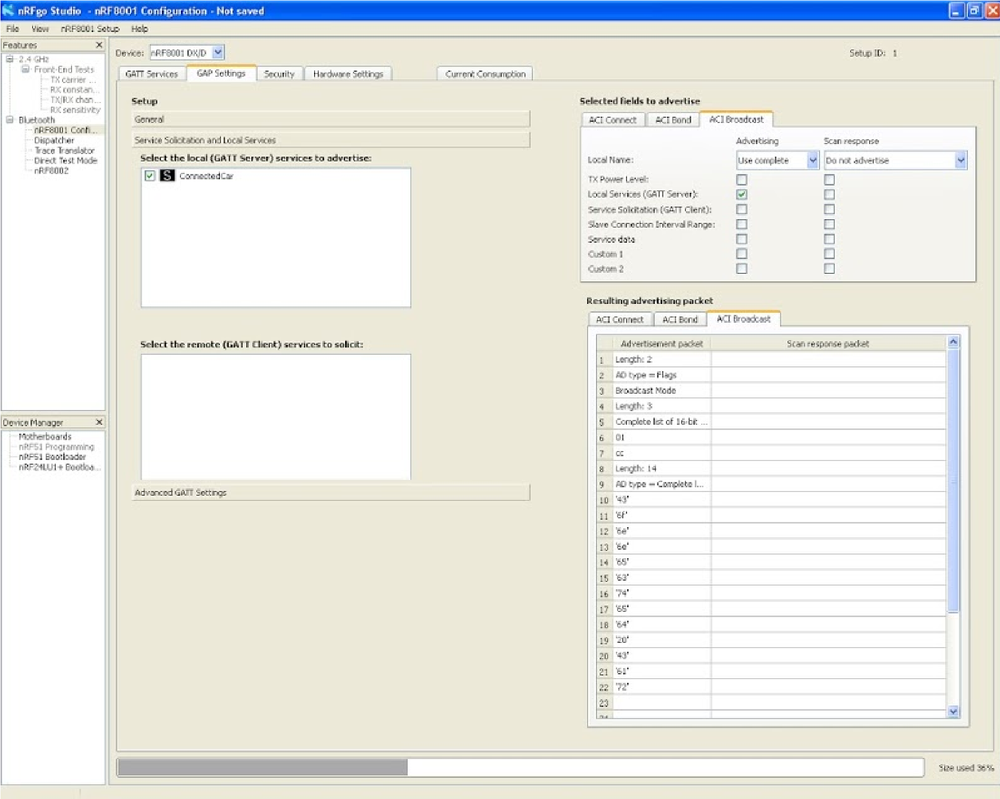 nRFgo Studio - nRF8001 Configuration - Not saved
File View nRF8001 Setup Help
Features
2.4 GHz
Front-End Tests
TX carrier ...
RX constan...
TX/RX chan...
RX sensitivity
Bluetooth
nRF8001 Confi...
Dispatcher
Trace Translator
Direct Test Mode
nRF8002
Device Manager
Motherboards
nRF51 Programming
nRF51 Bootloader
nRF24LU1+ Bootloa...
Device: nRF8001 DX/D
Setup ID: 1
GATT Services GAP Settings Security Hardware Settings Current Consumption
Setup
General
Service Solicitation and Local Services
Select the local (GATT Server) services to advertise:
S ConnectedCar
Select the remote (GATT Client) services to solicit:
Advanced GATT Settings
Selected fields to advertise
ACI Connect ACI Bond ACI Broadcast
Advertising Scan response
Local Name: Use complete Do not advertise
TX Power Level:
Local Services (GATT Server):
Service Solicitation (GATT Client):
Slave Connection Interval Range:
Service data
Custom 1
Custom 2
Resulting advertising packet
ACI Connect ACI Bond ACI Broadcast
Advertisement packet Scan response packet
1 Length: 2
2 AD type = Flags
3 Broadcast Mode
4 Length: 3
5 Complete list of 16-bit ...
6 01
7 cc
8 Length: 14
9 AD type = Complete l...
10 '43'
11 '6f'
12 '6e'
13 '6e'
14 '65'
15 '63'
16 '74'
17 '65'
18 '64'
19 '20'
20 '43'
21 '61'
22 '72'
23
Size used 36%